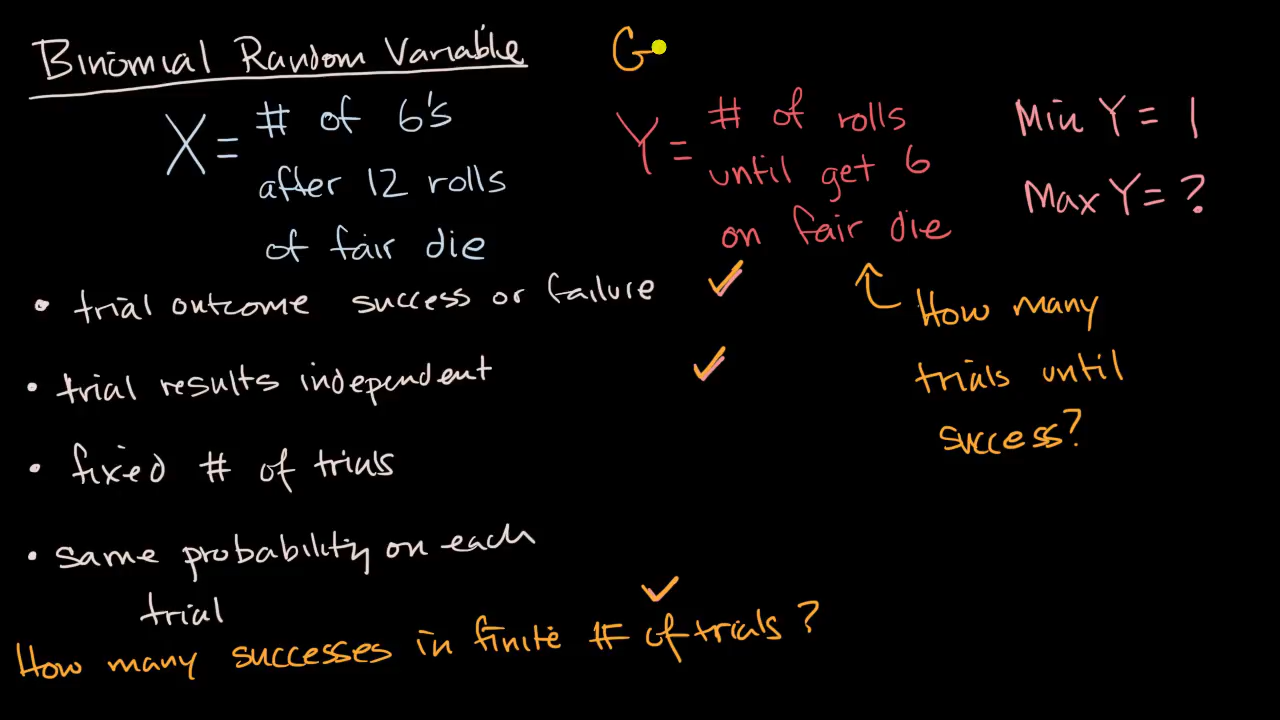 Binomial Random Variable
G
X = # of 6's
after 12 rolls
of fair die
Y = # of rolls
until get 6
on fair die
Min Y = 1
Max Y = ?
• trial outcome success or failure
• trial results independent
• fixed # of trials
• same probability on each
trial
How many
trials until
success?
How many successes in finite # of trials?